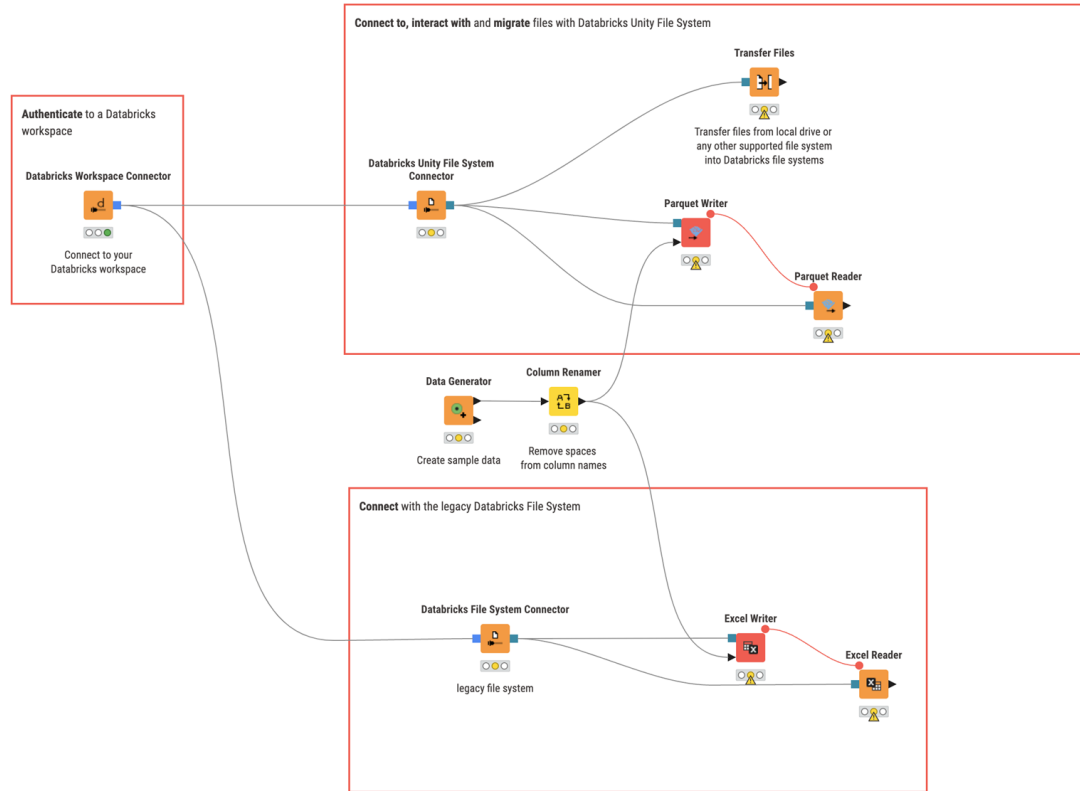 Connect to, interact with and migrate files with Databricks Unity File System
Transfer Files
Transfer files from local drive or
any other supported file system
into Databricks file systems
Authenticate to a Databricks
workspace
Databricks Workspace Connector
d
Connect to your
Databricks workspace
Databricks Unity File System
Connector
Parquet Writer
Parquet Reader
Data Generator
Create sample data
Column Renamer
A
B
Remove spaces
from column names
Connect with the legacy Databricks File System
Databricks File System Connector
legacy file system
Excel Writer
X
Excel Reader
X